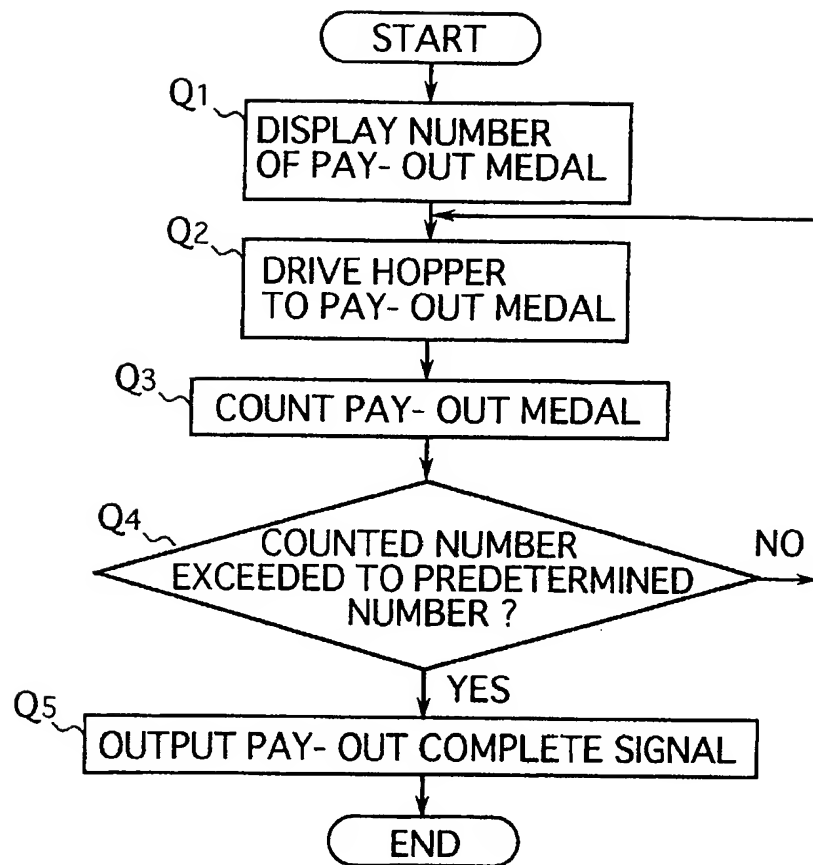 START
Q1
DISPLAY NUMBER
OF PAY- OUT MEDAL
Q2
DRIVE HOPPER
TO PAY- OUT MEDAL
Q3
COUNT PAY- OUT MEDAL
Q4
COUNTED NUMBER
EXCEEDED TO PREDETERMINED
NUMBER ?
NO
YES
Q5
OUTPUT PAY- OUT COMPLETE SIGNAL
END